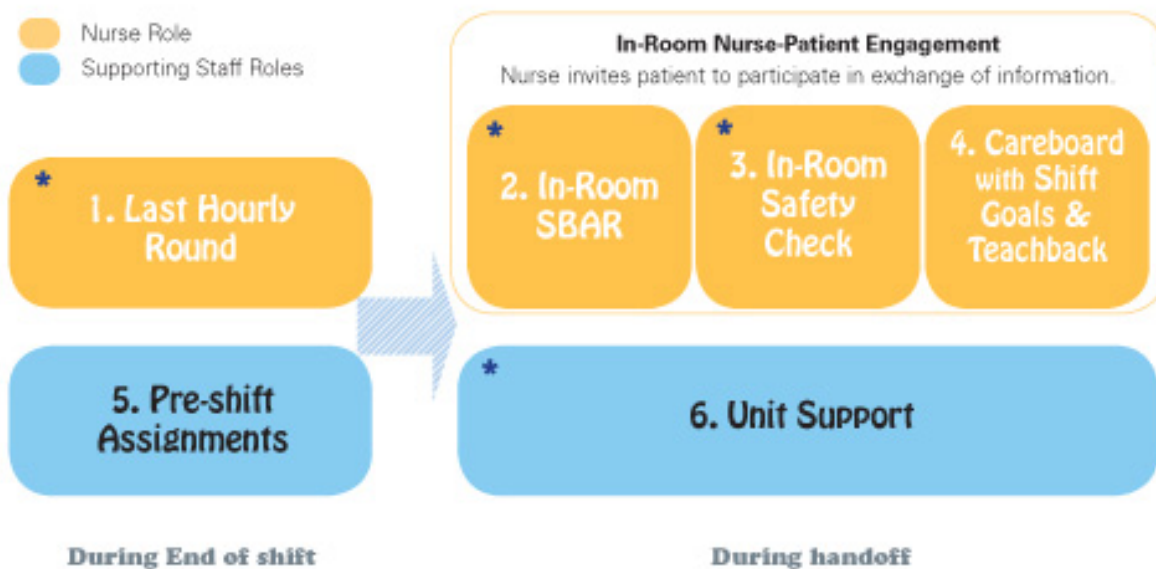 Nurse Role
Supporting Staff Roles
In-Room Nurse-Patient Engagement
Nurse invites patient to participate in exchange of information.
*
1. Last Hourly
Round
*
2. In-Room
SBAR
*
3. In-Room
Safety
Check
4. Careboard
with Shift
Goals &
Teachback
5. Pre-shift
Assignments
*
6. Unit Support
During End of shift
During handoff